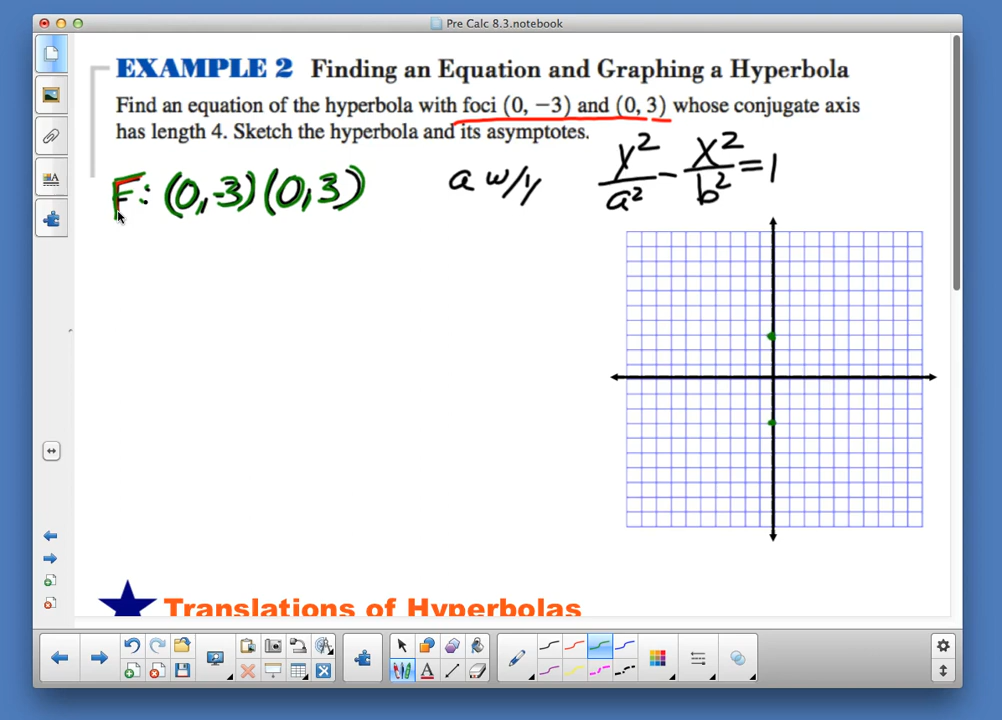 Pre Calc 8.3.notebook
EXAMPLE 2 Finding an Equation and Graphing a Hyperbola
Find an equation of the hyperbola with foci (0, −3) and (0, 3) whose conjugate axis
has length 4. Sketch the hyperbola and its asymptotes.
F: (0,-3) (0,3)
a w/y
y²/a² - x²/b² = 1
Translations of Hyperbolas